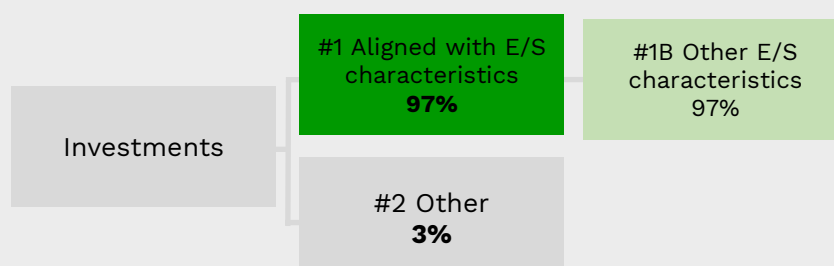 Investments
#1 Aligned with E/S
characteristics
97%
#1B Other E/S
characteristics
97%
#2 Other
3%